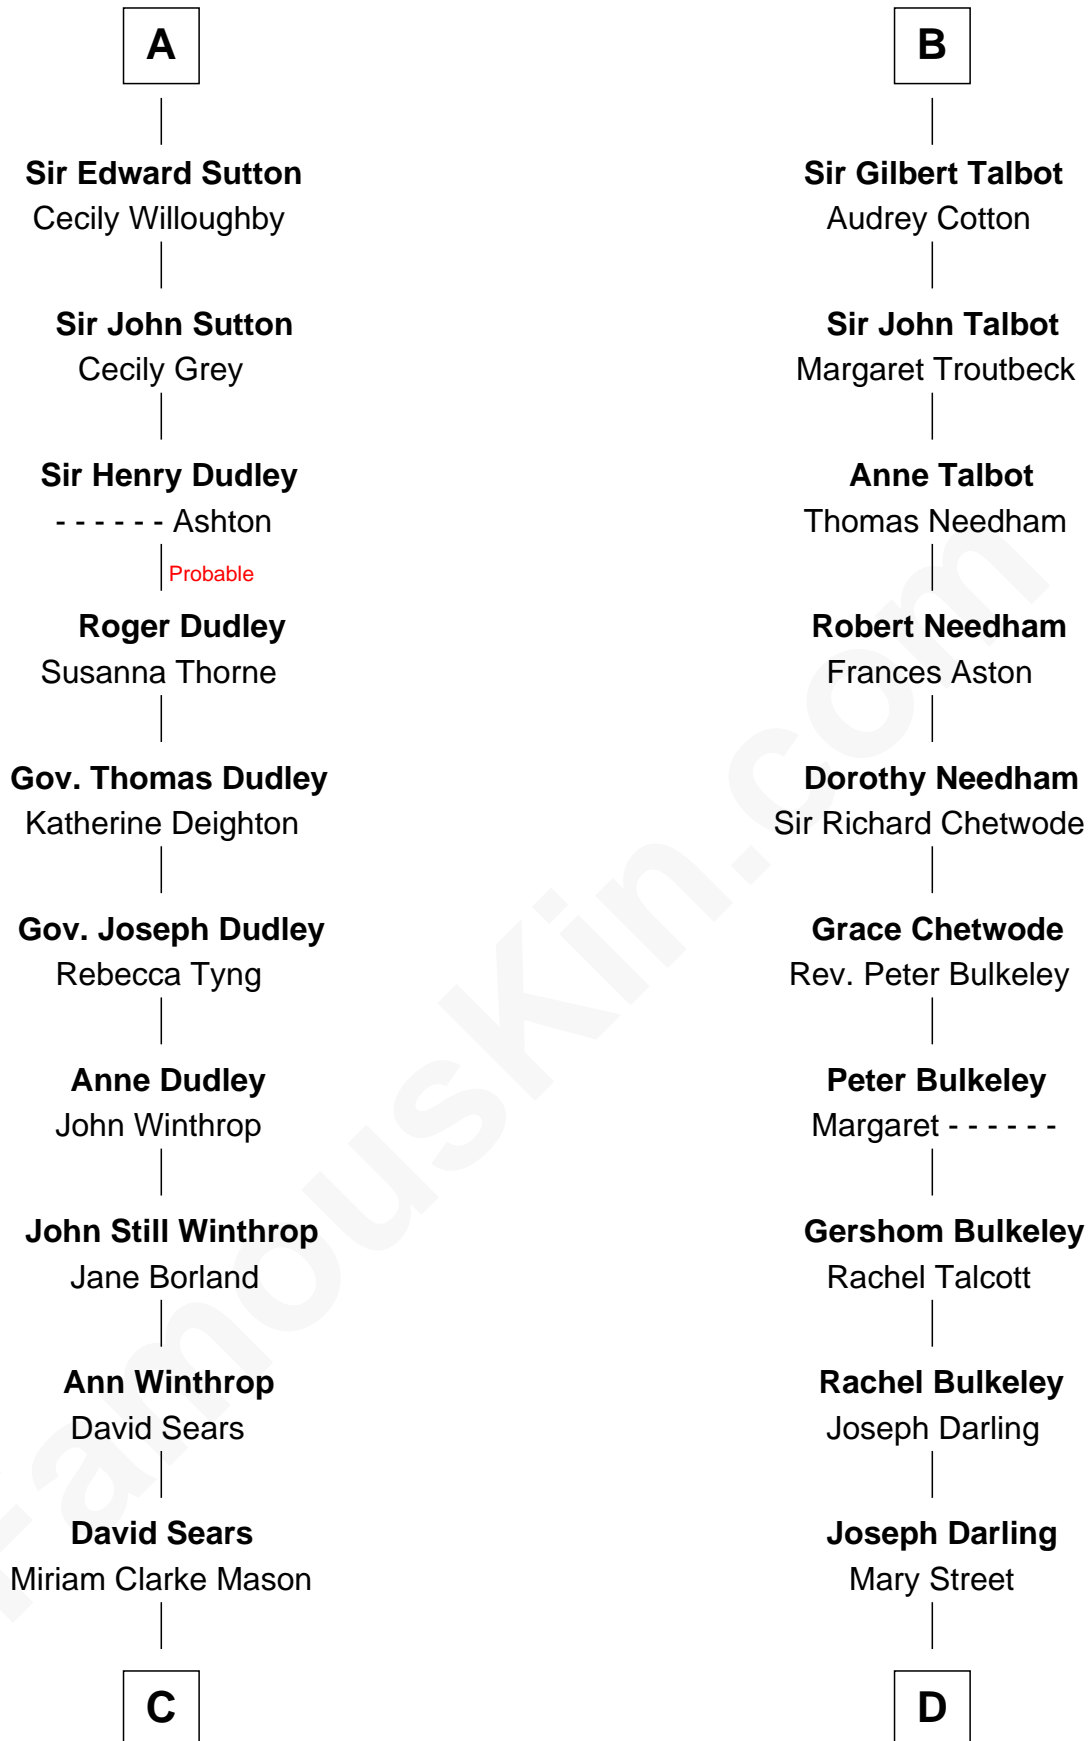 A
Sir Edward Sutton
Cecily Willoughby
Sir John Sutton
Cecily Grey
Sir Henry Dudley
- - - - - - Ashton
Probable
Roger Dudley
Susanna Thorne
Gov. Thomas Dudley
Katherine Deighton
Gov. Joseph Dudley
Rebecca Tyng
Anne Dudley
John Winthrop
John Still Winthrop
Jane Borland
Ann Winthrop
David Sears
David Sears
Miriam Clarke Mason
C
B
Sir Gilbert Talbot
Audrey Cotton
Sir John Talbot
Margaret Troutbeck
Anne Talbot
Thomas Needham
Robert Needham
Frances Aston
Dorothy Needham
Sir Richard Chetwode
Grace Chetwode
Rev. Peter Bulkeley
Peter Bulkeley
Margaret - - - - - -
Gershom Bulkeley
Rachel Talcott
Rachel Bulkeley
Joseph Darling
Joseph Darling
Mary Street
D
FamousKin.com